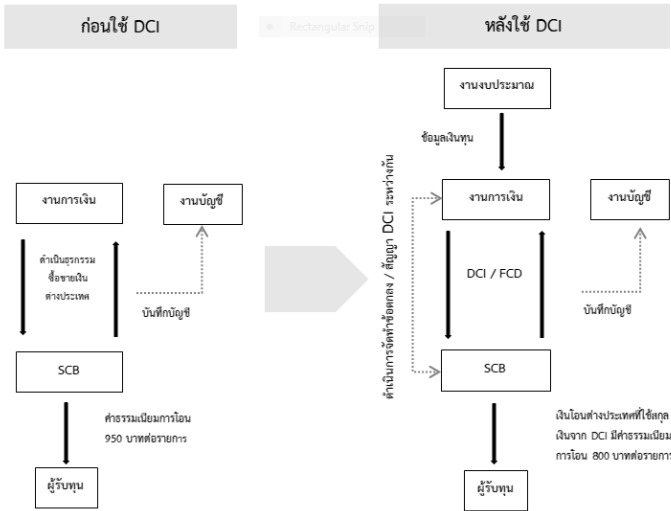 ก่อนใช้ DCI
Rectangular Snip
หลังใช้ DCI
งานการเงิน
งานบัญชี
ดำเนินธุรกรรม
ซื้อขายเงิน
ต่างประเทศ
บันทึกบัญชี
SCB
ค่าธรรมเนียมการโอน
950 บาทต่อรายการ
ผู้รับทุน
งานงบประมาณ
ข้อมูลเงินทุน
งานการเงิน
งานบัญชี
ดำเนินการจัดทำข้อตกลง / สัญญา DCI ระหว่างกัน
DCI / FCD
บันทึกบัญชี
SCB
เงินโอนต่างประเทศที่ใช้สกุล
เงินจาก DCI มีค่าธรรมเนียม
การโอน 800 บาทต่อรายการ
ผู้รับทุน